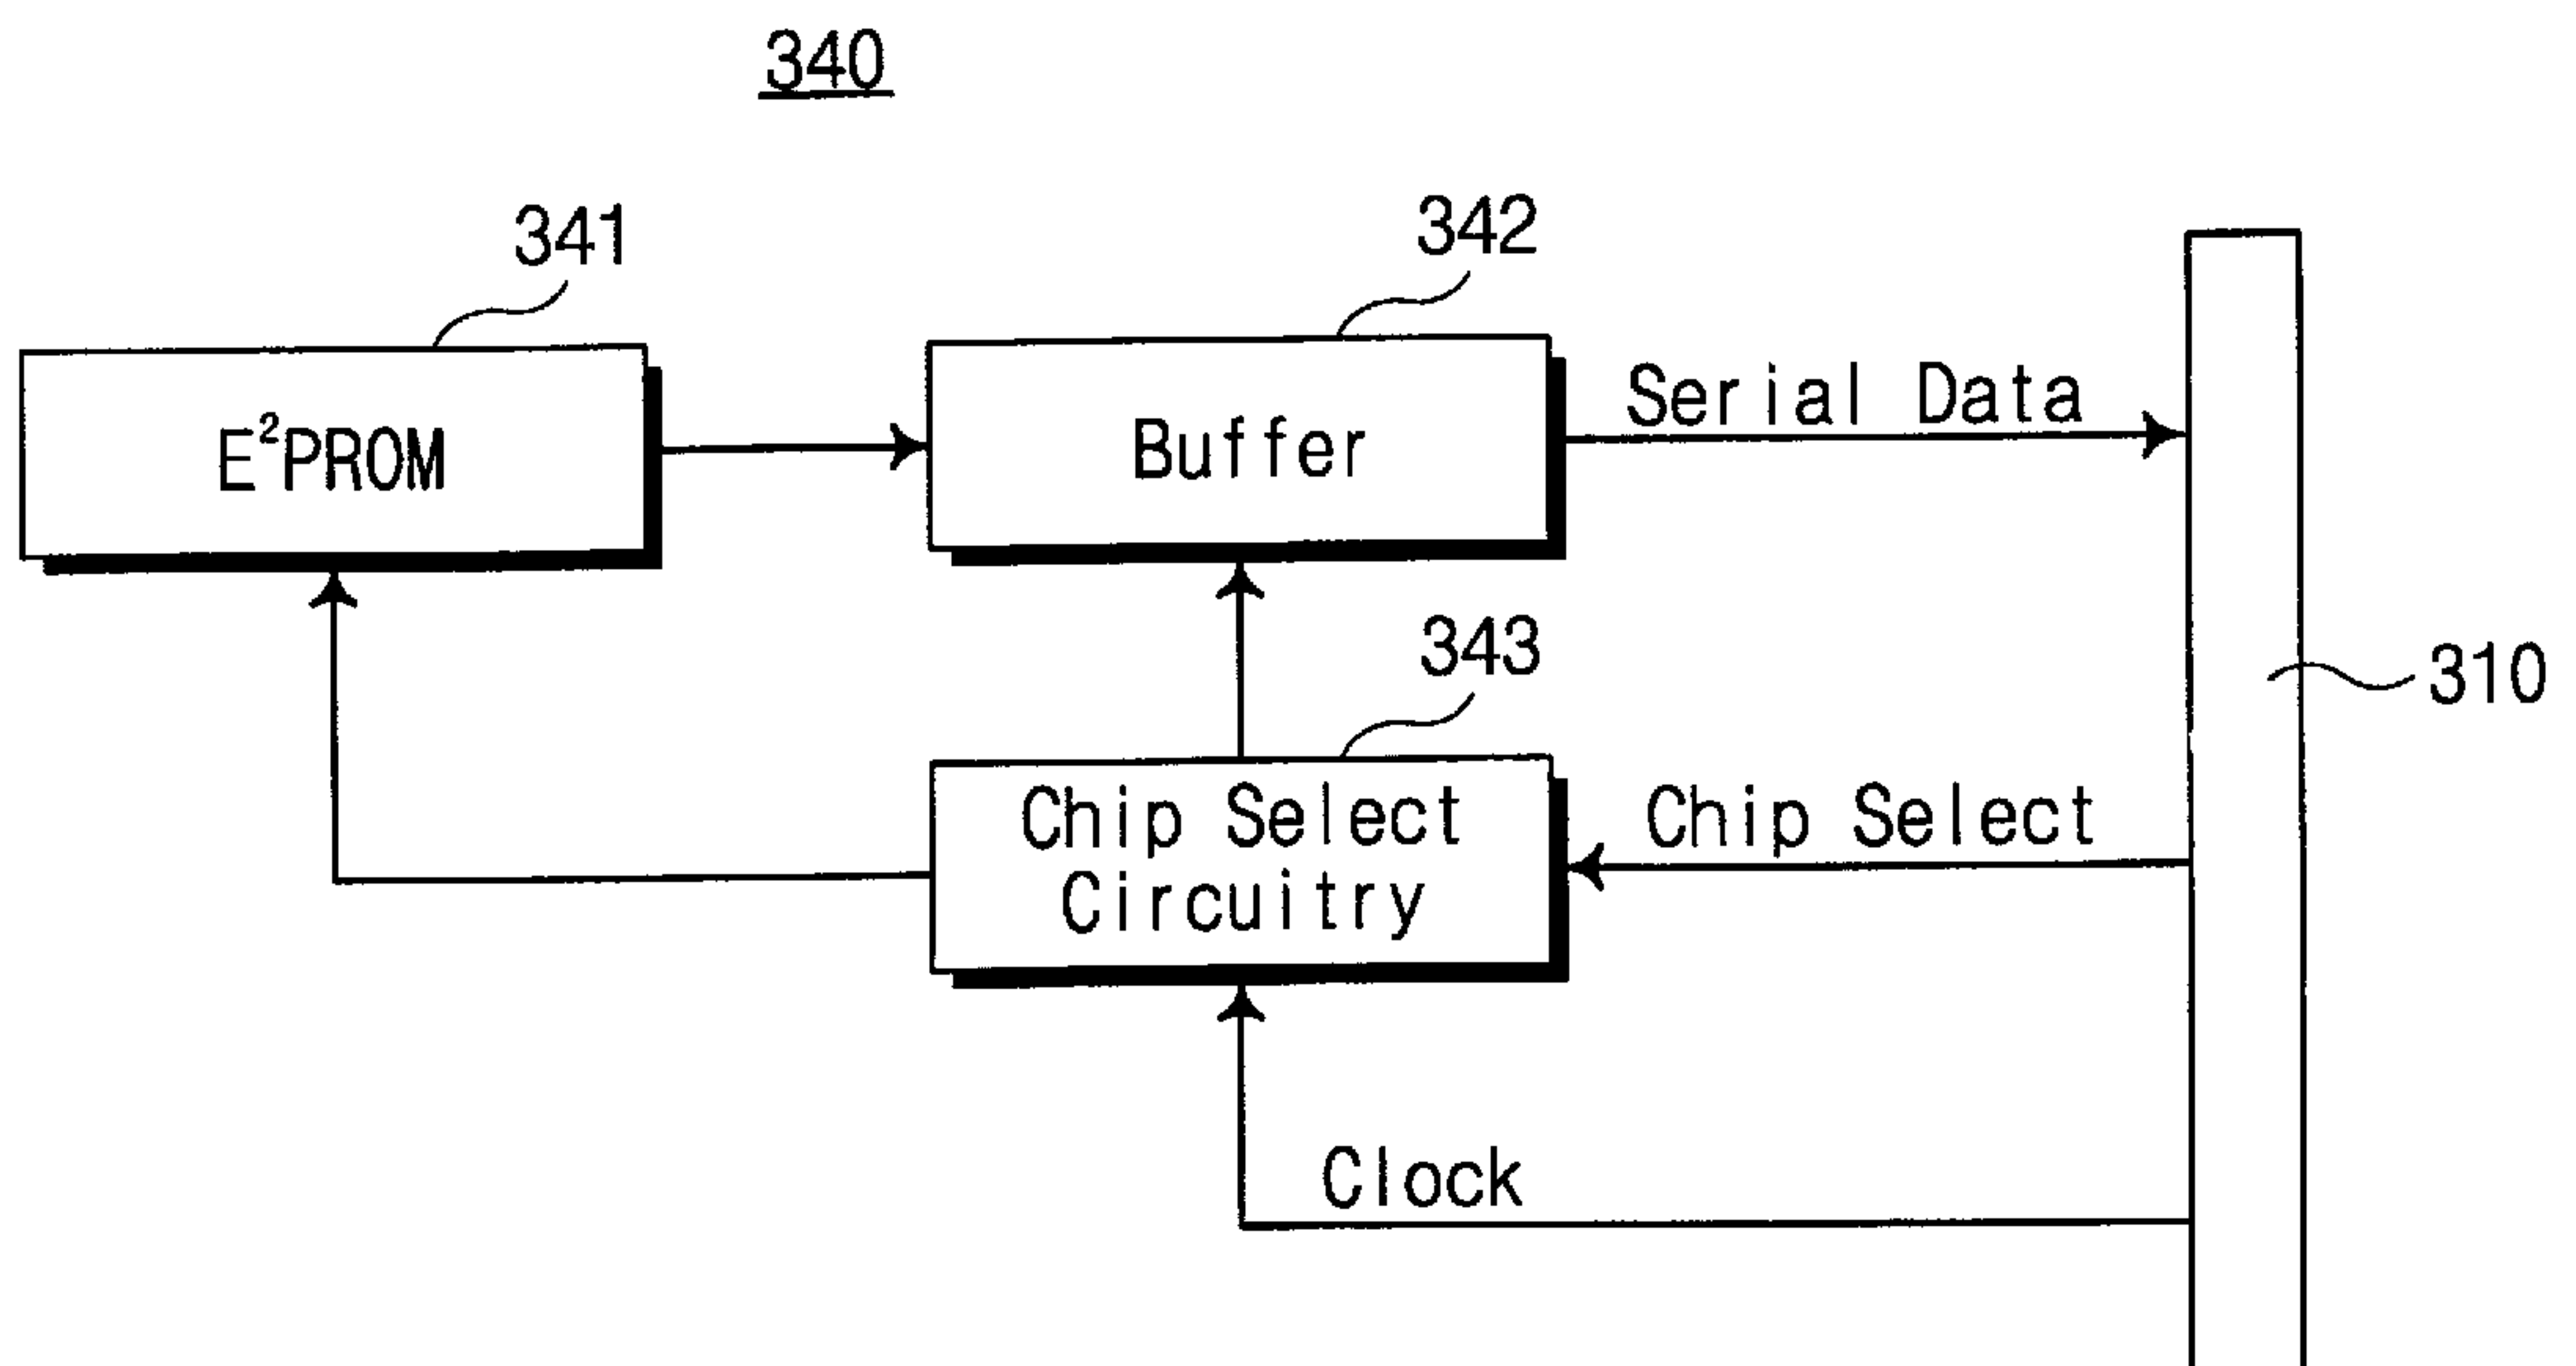 340
341
342
E²PROM
Buffer
Serial Data
343
310
Chip Select
Circuitry
Chip Select
Clock